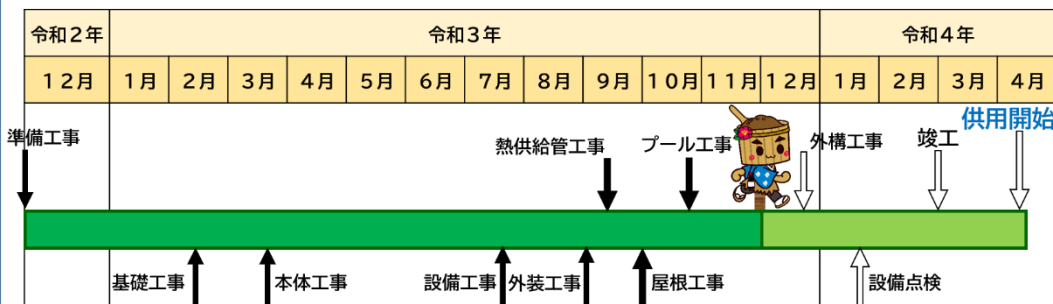 令和2年 令和3年 令和4年
12月 1月 2月 3月 4月 5月 6月 7月 8月 9月 10月 11月 12月 1月 2月 3月 4月
供用開始
準備工事 熱供給管工事 プール工事 外構工事 竣工
基礎工事 本体工事 設備工事 外装工事 屋根工事 設備点検